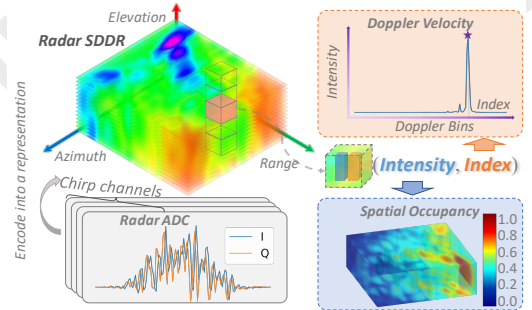 Elevation
Radar SDDR
Encode into a representation
Azimuth
Range
Chirp channels
Radar ADC
I
Q
Doppler Velocity
Intensity
Index
Doppler Bins
(Intensity, Index)
Spatial Occupancy
1.0
0.8
0.6
0.4
0.2
0.0